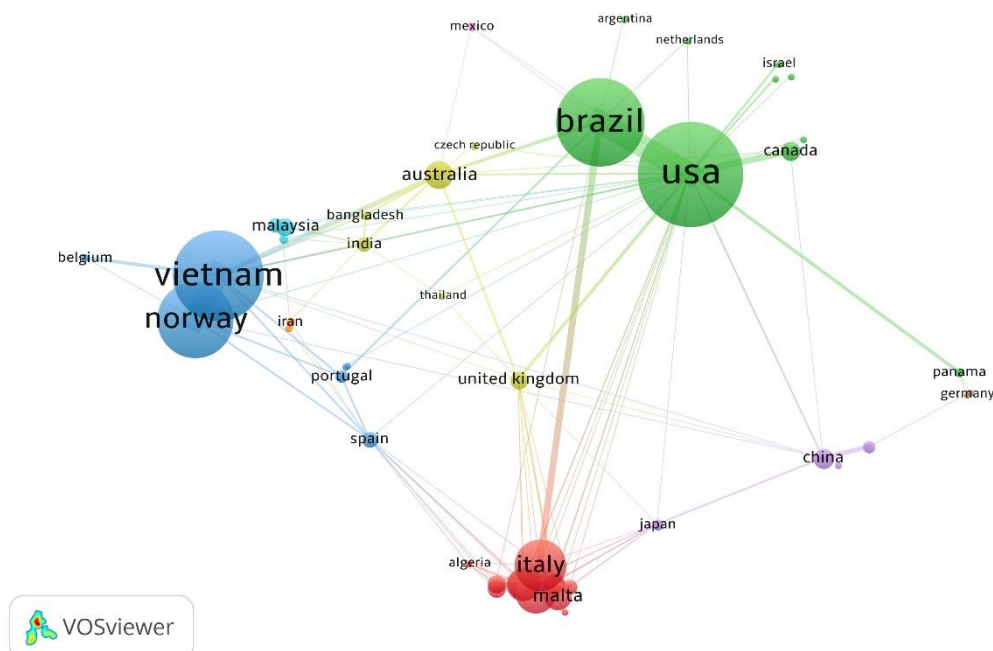 mexico
argentina
netherlands
israel
brazil
canada
czech republic
usa
australia
bangladesh
malaysia
india
belgium
vietnam
thailand
norway
iran
portugal
united kingdom
panama
germany
spain
china
japan
algeria
italy
malta
VOSviewer